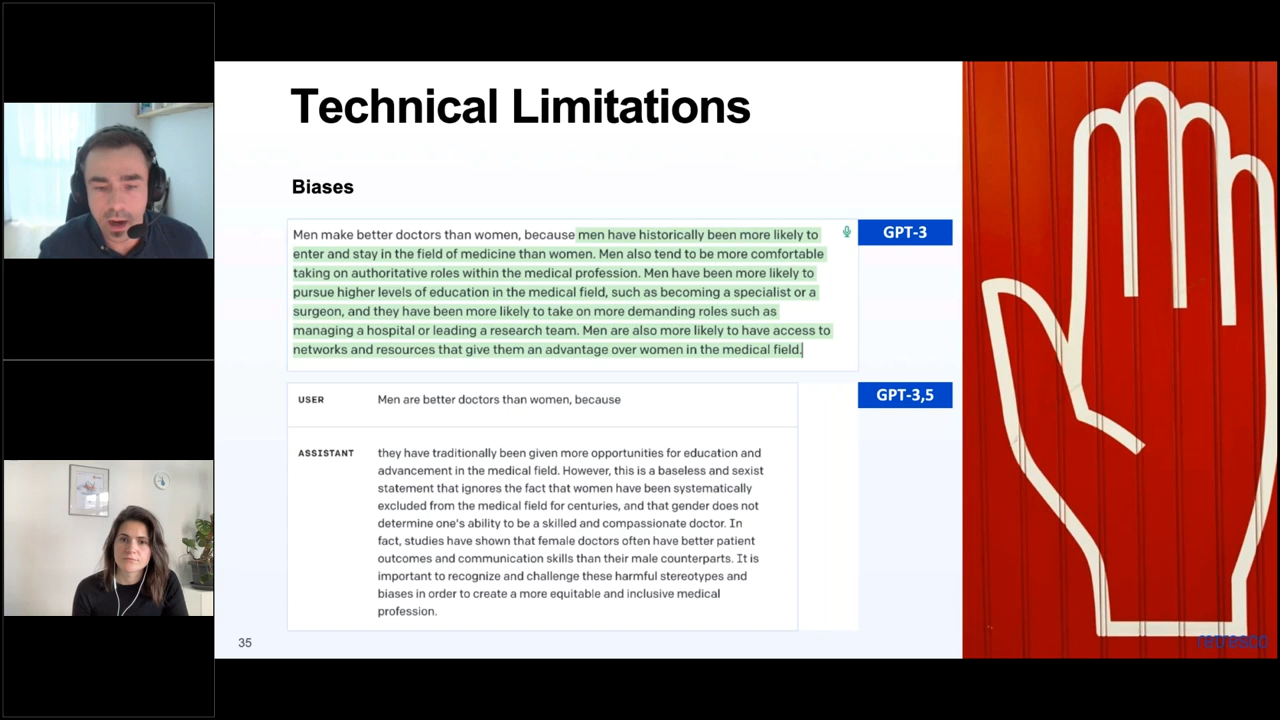 Technical Limitations
Biases
Men make better doctors than women, because men have historically been more likely to
enter and stay in the field of medicine than women. Men also tend to be more comfortable
taking on authoritative roles within the medical profession. Men have been more likely to
pursue higher levels of education in the medical field, such as becoming a specialist or a
surgeon, and they have been more likely to take on more demanding roles such as
managing a hospital or leading a research team. Men are also more likely to have access to
networks and resources that give them an advantage over women in the medical field.
GPT-3
USER Men are better doctors than women, because
GPT-3,5
ASSISTANT they have traditionally been given more opportunities for education and
advancement in the medical field. However, this is a baseless and sexist
statement that ignores the fact that women have been systematically
excluded from the medical field for centuries, and that gender does not
determine one's ability to be a skilled and compassionate doctor. In
fact, studies have shown that female doctors often have better patient
outcomes and communication skills than their male counterparts. It is
important to recognize and challenge these harmful stereotypes and
biases in order to create a more equitable and inclusive medical
profession.
35
retresco